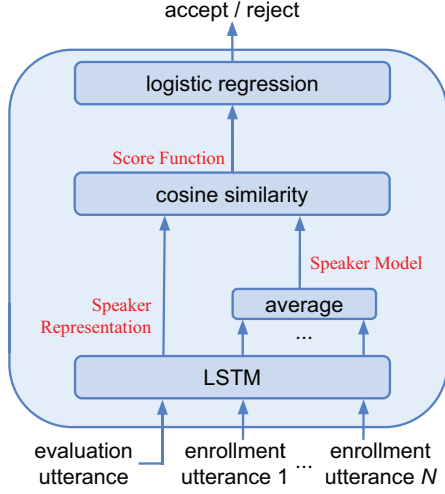 accept / reject
logistic regression
Score Function
cosine similarity
Speaker Model
Speaker
Representation
average
...
LSTM
evaluation
utterance
enrollment
utterance 1
...
enrollment
utterance N